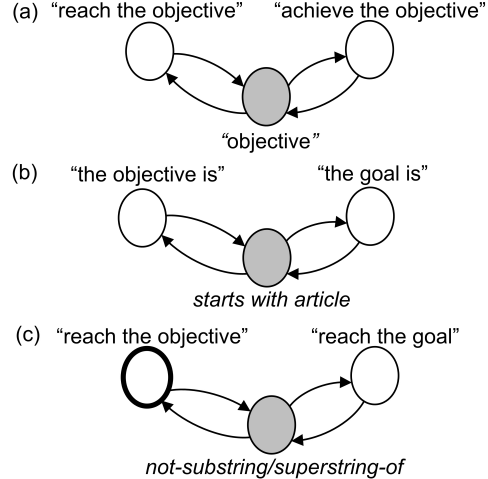 (a) “reach the objective” “achieve the objective”
“objective”
(b) “the objective is” “the goal is”
starts with article
(c) “reach the objective” “reach the goal”
not-substring/superstring-of